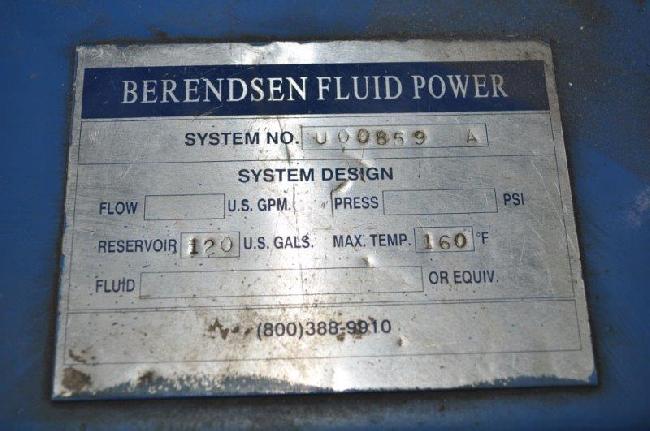 BERENDSEN FLUID POWER
SYSTEM NO. U00859 A
SYSTEM DESIGN
FLOW U.S. GPM. PRESS PSI
RESERVOIR 120 U.S. GALS. MAX. TEMP. 160 °F
FLUID OR EQUIV.
(800)388-9910